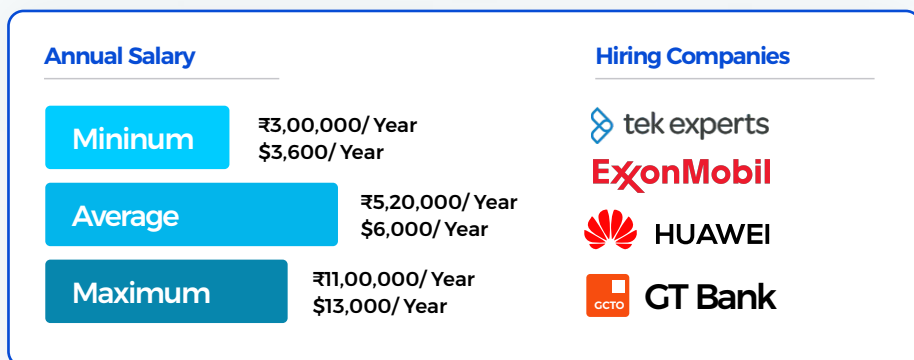 Annual Salary
Mininum
₹3,00,000/ Year
$3,600/ Year
Average
₹5,20,000/ Year
$6,000/ Year
Maximum
₹11,00,000/ Year
$13,000/ Year
Hiring Companies
tek experts
ExxonMobil
HUAWEI
GCTO
GT Bank